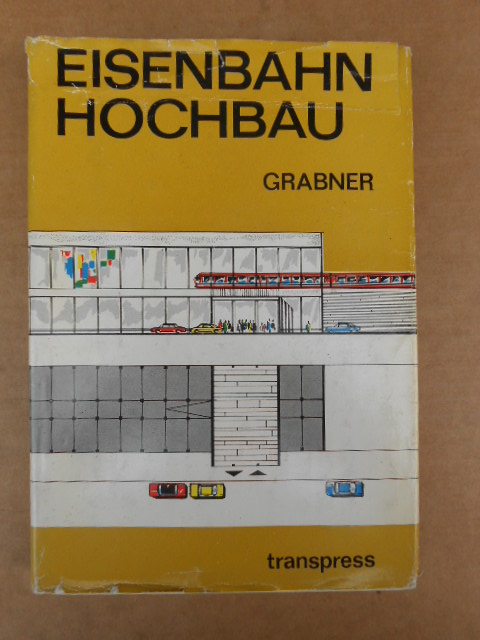 EISENBAHN
HOCHBAU
GRABNER
transpress